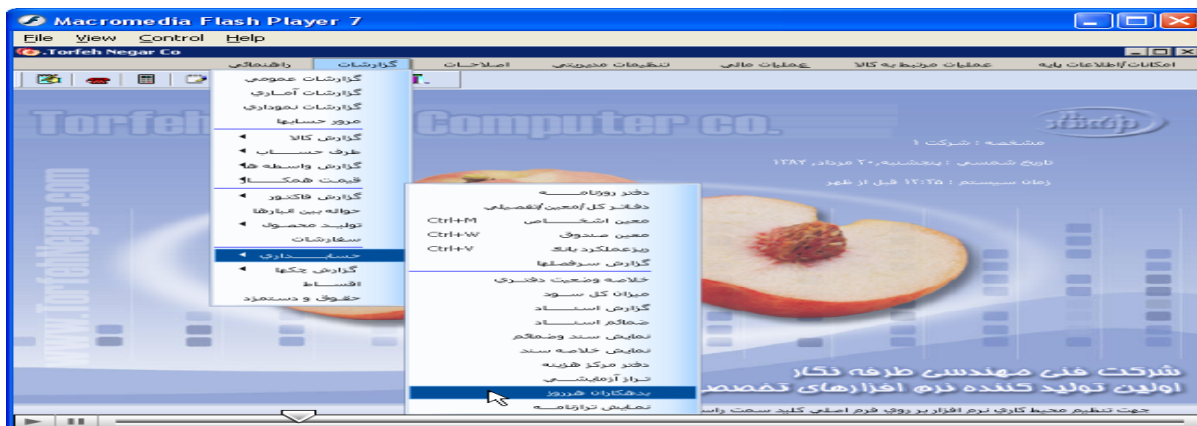 Macromedia Flash Player 7
File View Control Help
.Torfeh Negar Co
امکانات/اطلاعات پایه عملیات مرتبط به کالا عملیات مالی تنظیمات مدیریتی اصلاحات گزارشات راهنمائی
گزارشات عمومی
گزارشات آماری
گزارشات نموداری
مرور حسابها
گزارش کالا
طرف حساب
گزارش واسطه ها
قیمت همکار
گزارش فاکتور
حواله بین انبارها
تولید محصول
سفارشات
حسابداری
گزارش چکها
اقساط
حقوق و دستمزد
دفتر روزنامه
دفاتر کل/معین/تفصیلی
معین اشخاص Ctrl+M
معین صندوق Ctrl+W
ریزعملکرد بانک Ctrl+V
گزارش سرفصلها
خلاصه وضعیت دفتری
میزان کل سود
گزارش اسناد
ضمائم اسناد
نمایش سند وضمائم
نمایش خلاصه سند
دفتر مرکز هزینه
تراز آزمایشی
بدهکاران هرروز
نمایش ترازنامه
Torfeh Computer co.
مشخصه : شرکت ۱
تاریخ شمسی : پنجشنبه, ۲۰ مرداد, ۱۳۸۴
زمان سیستم : ۱۲:۲۵ قبل از ظهر
www.TorfehNegar.com
شرکت فنی مهندسی طرفه نگار
اولین تولید کننده نرم افزارهای
جهت تنظیم محیط کاری نرم افزار بر روی فرم اصلی کلید سمت